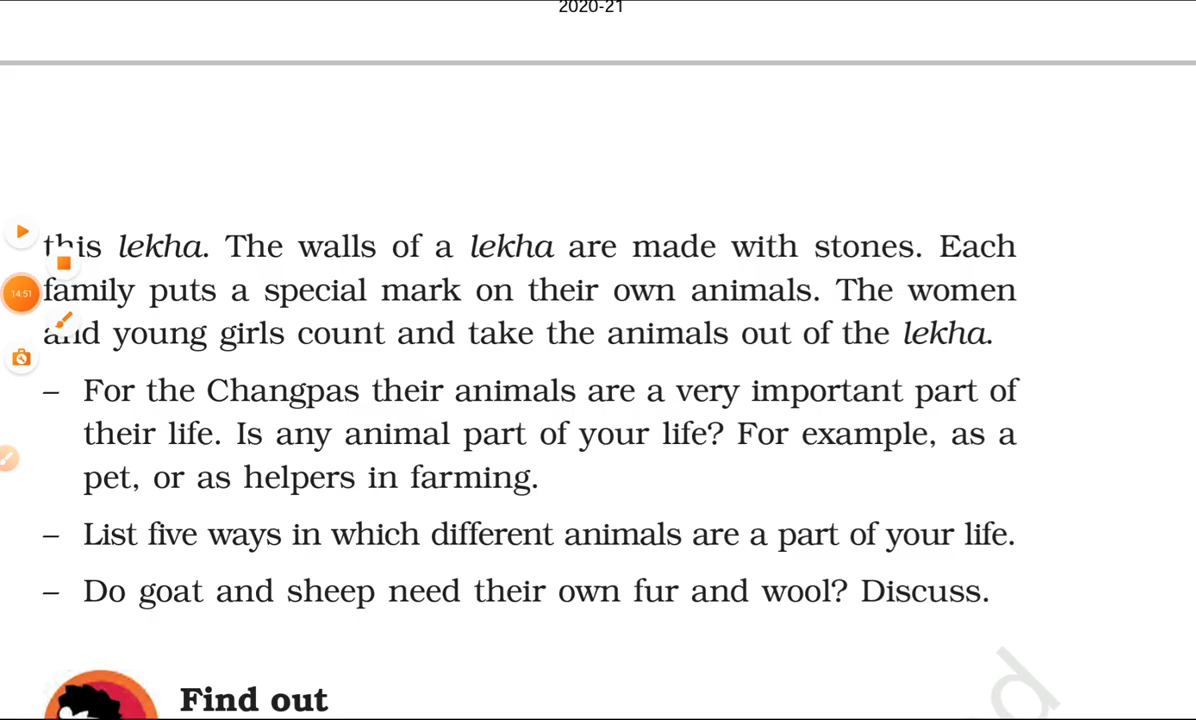 2020-21
this lekha. The walls of a lekha are made with stones. Each
14:51
family puts a special mark on their own animals. The women
and young girls count and take the animals out of the lekha.
– For the Changpas their animals are a very important part of
their life. Is any animal part of your life? For example, as a
pet, or as helpers in farming.
– List five ways in which different animals are a part of your life.
– Do goat and sheep need their own fur and wool? Discuss.
d
Find out